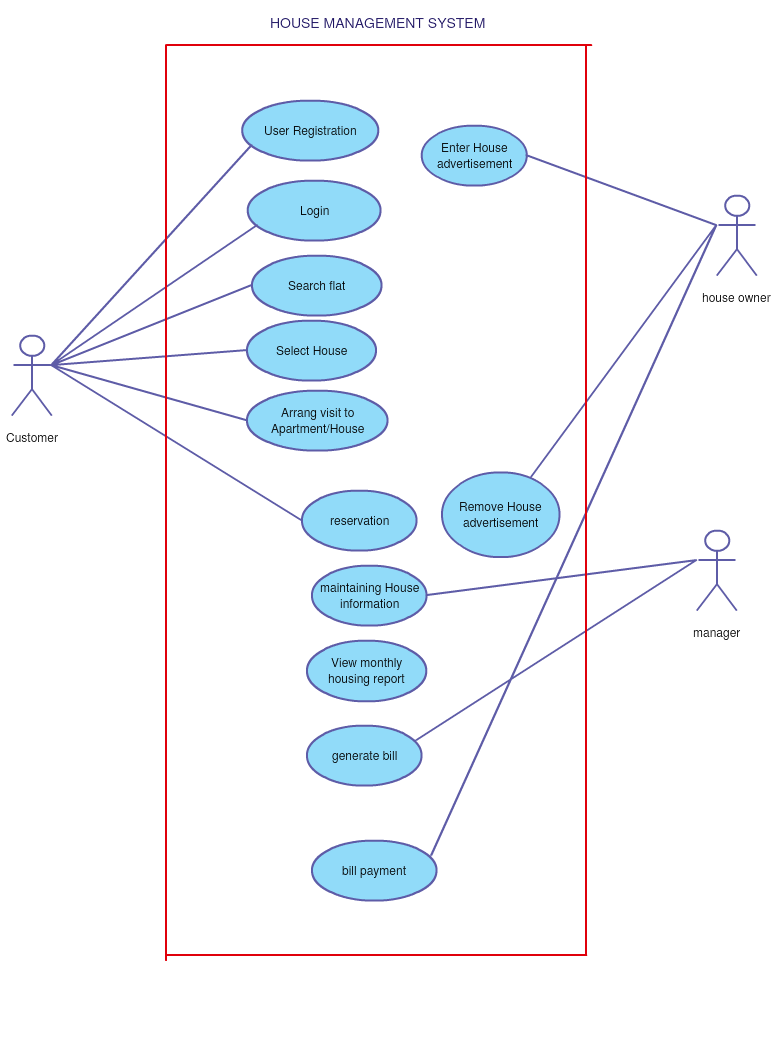 HOUSE MANAGEMENT SYSTEM
User Registration
Enter House
advertisement
Login
Search flat
house owner
Select House
Arrang visit to
Apartment/House
Customer
reservation
Remove House
advertisement
maintaining House
information
manager
View monthly
housing report
generate bill
bill payment